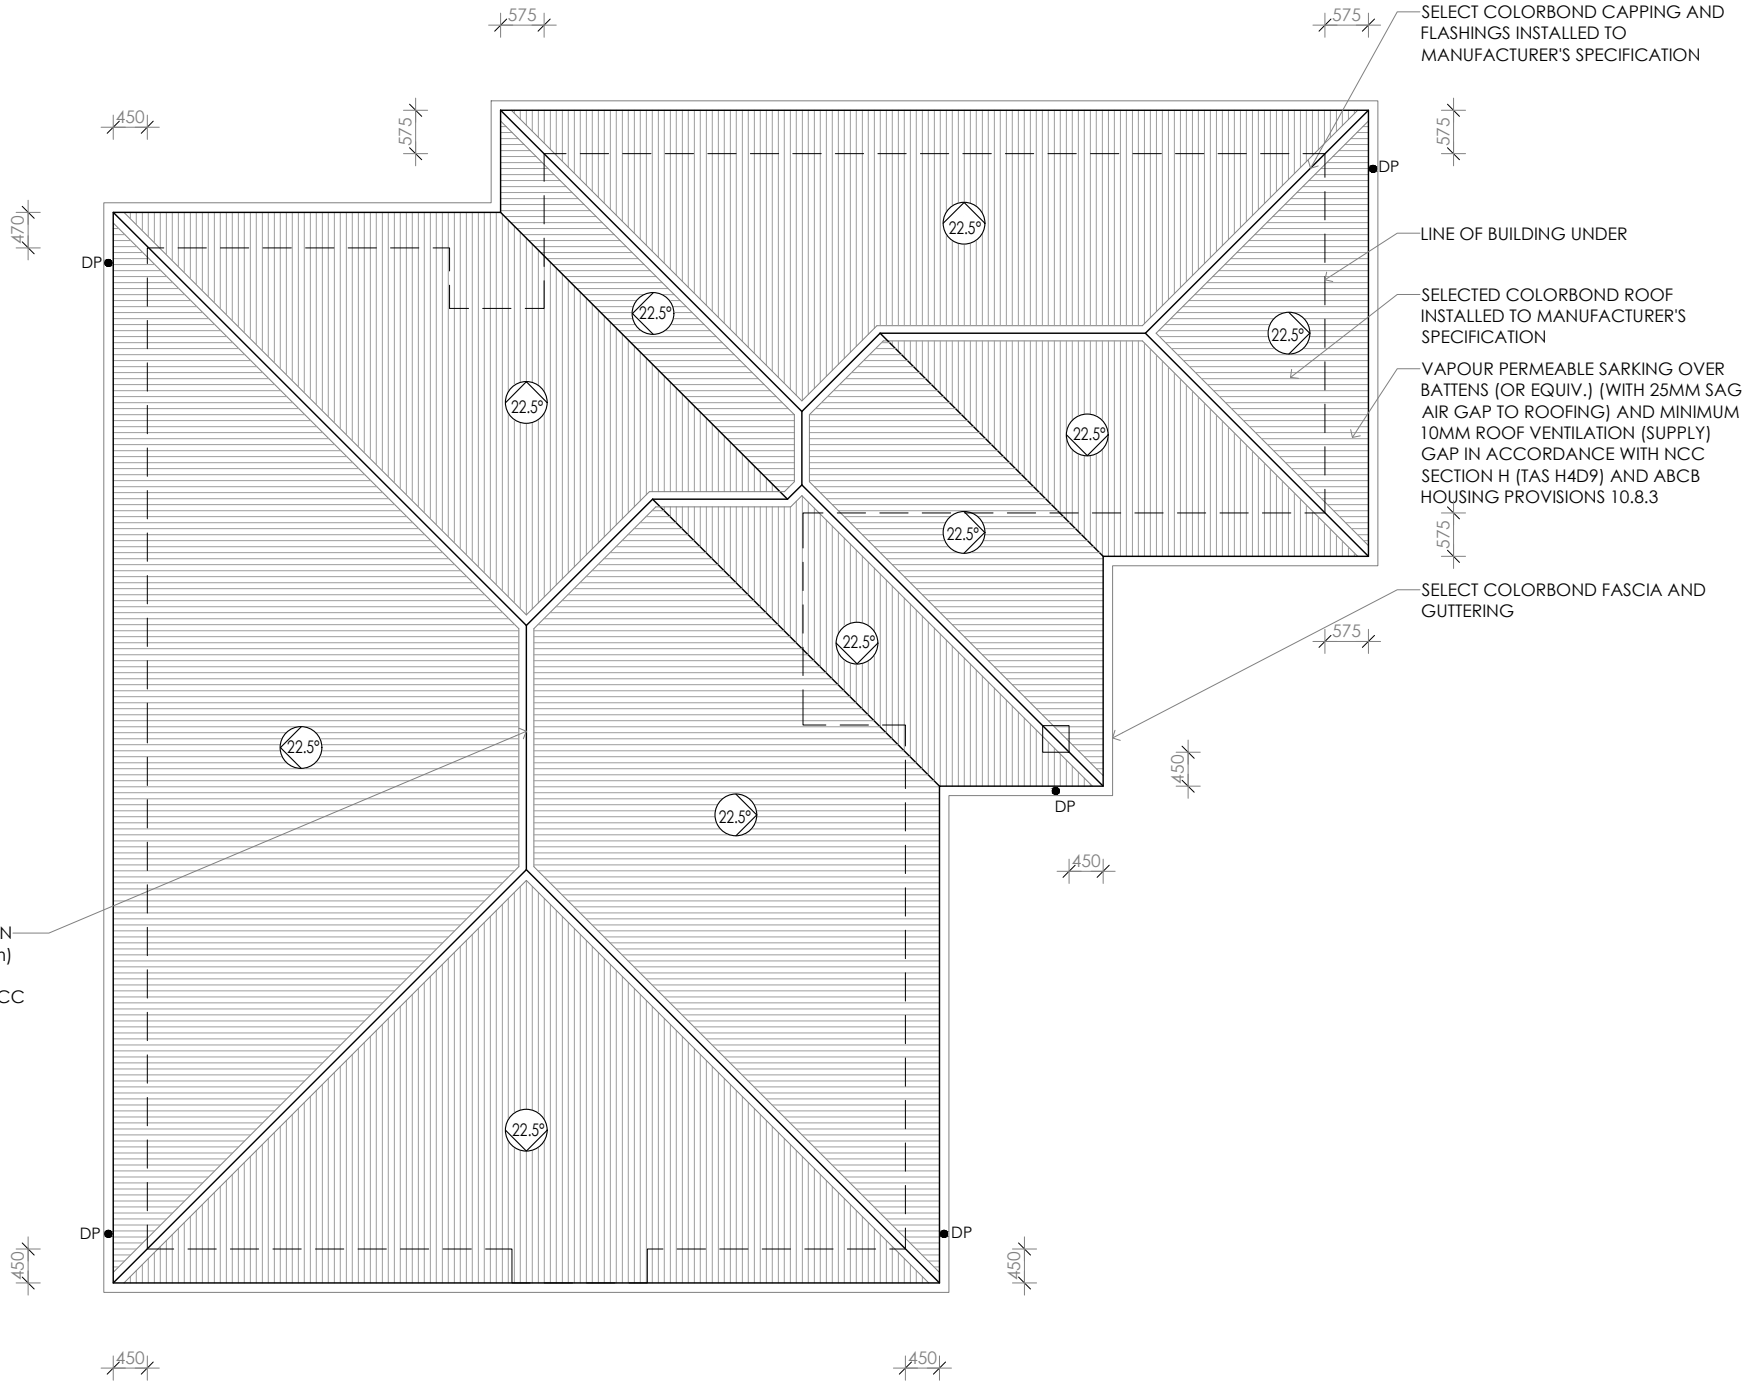 575
575
SELECT COLORBOND CAPPING AND
FLASHINGS INSTALLED TO
MANUFACTURER'S SPECIFICATION
450
575
575
DP
470
22.5°
LINE OF BUILDING UNDER
DP
SELECTED COLORBOND ROOF
INSTALLED TO MANUFACTURER'S
SPECIFICATION
22.5°
22.5°
VAPOUR PERMEABLE SARKING OVER
BATTENS (OR EQUIV.) (WITH 25MM SAG
AIR GAP TO ROOFING) AND MINIMUM
10MM ROOF VENTILATION (SUPPLY)
GAP IN ACCORDANCE WITH NCC
SECTION H (TAS H4D9) AND ABCB
HOUSING PROVISIONS 10.8.3
22.5°
22.5°
22.5°
575
SELECT COLORBOND FASCIA AND
GUTTERING
575
22.5°
22.5°
450
DP
22.5°
450
N
)
CC
22.5°
DP
DP
450
450
450
450